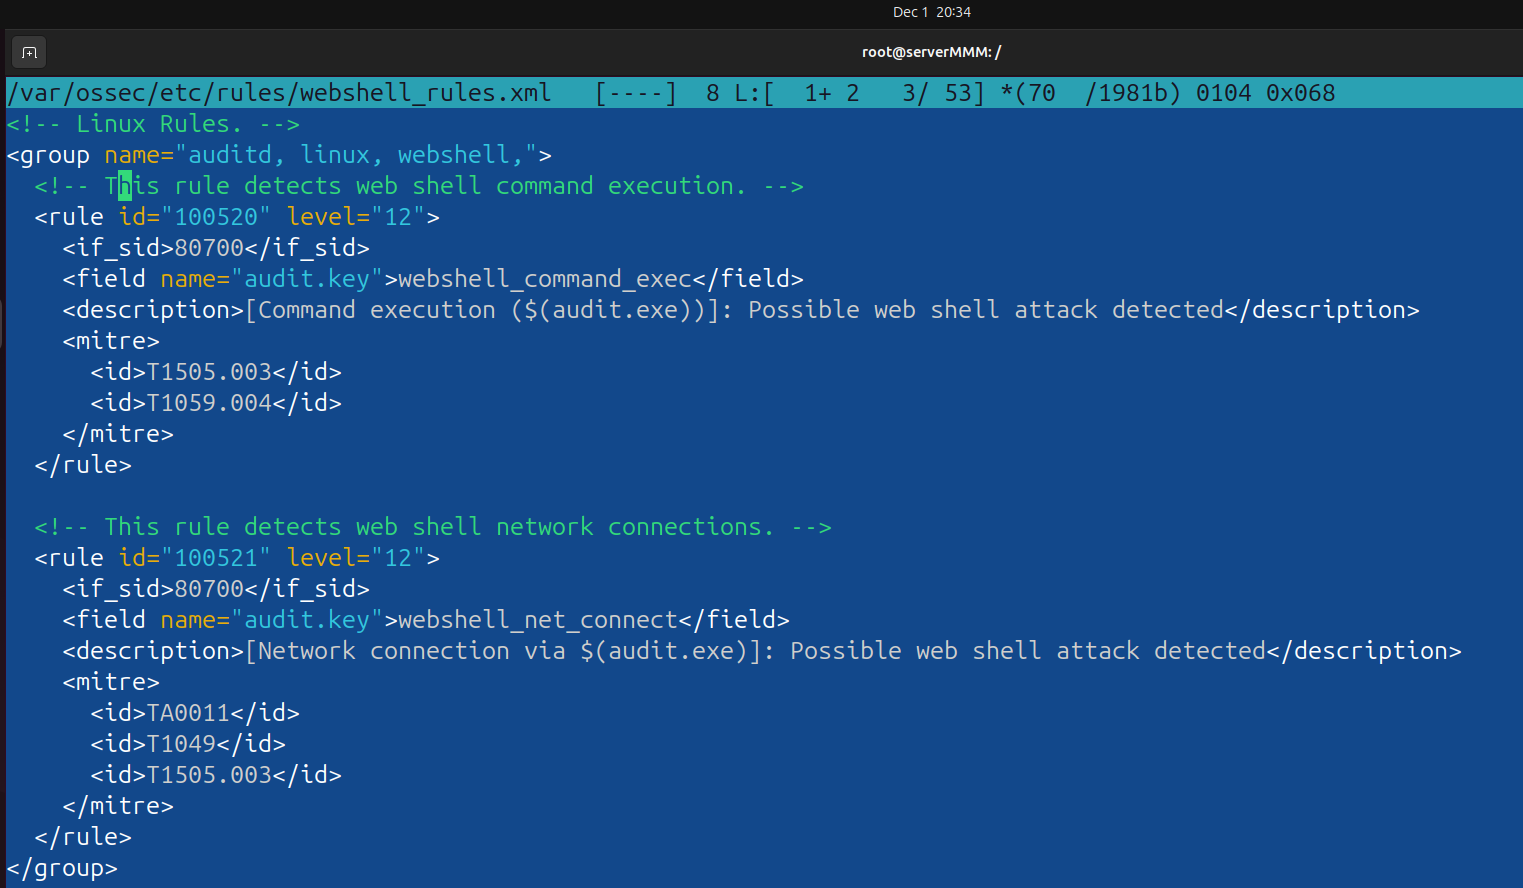 Dec 1 20:34
root@serverMMM: /
/var/ossec/etc/rules/webshell_rules.xml   [----]  8 L:[  1+ 2   3/ 53] *(70  /1981b) 0104 0x068
<!-- Linux Rules. -->
<group name="auditd, linux, webshell,">
  <!-- This rule detects web shell command execution. -->
  <rule id="100520" level="12">
    <if_sid>80700</if_sid>
    <field name="audit.key">webshell_command_exec</field>
    <description>[Command execution ($(audit.exe))]: Possible web shell attack detected</description>
    <mitre>
      <id>T1505.003</id>
      <id>T1059.004</id>
    </mitre>
  </rule>

  <!-- This rule detects web shell network connections. -->
  <rule id="100521" level="12">
    <if_sid>80700</if_sid>
    <field name="audit.key">webshell_net_connect</field>
    <description>[Network connection via $(audit.exe)]: Possible web shell attack detected</description>
    <mitre>
      <id>TA0011</id>
      <id>T1049</id>
      <id>T1505.003</id>
    </mitre>
  </rule>
</group>